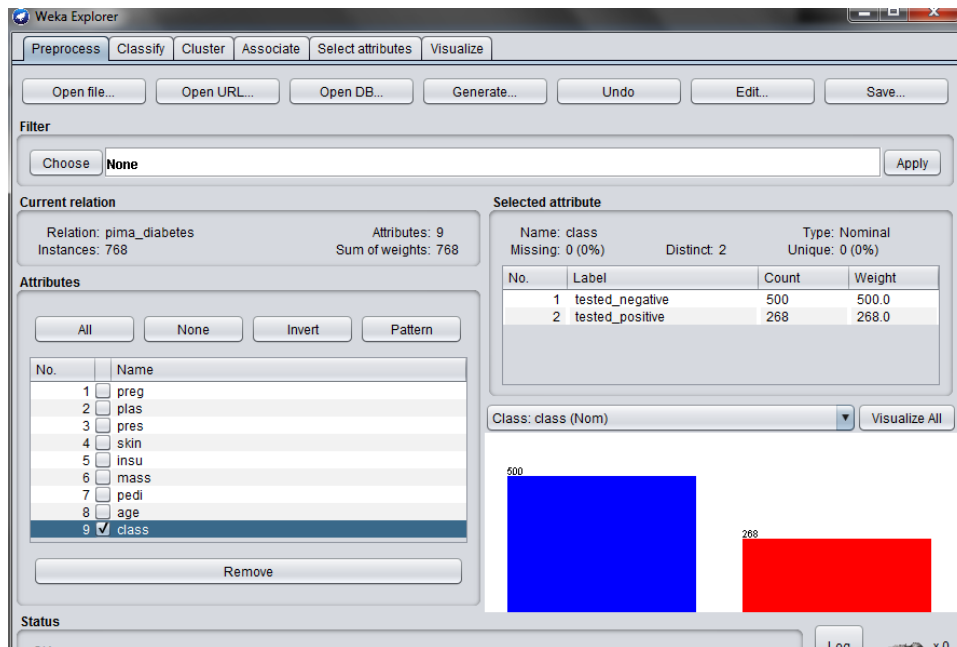 Weka Explorer
Preprocess Classify Cluster Associate Select attributes Visualize
Open file... Open URL... Open DB... Generate... Undo Edit... Save...
Filter
Choose None Apply
Current relation
Relation: pima_diabetes Attributes: 9
Instances: 768 Sum of weights: 768
Attributes
All None Invert Pattern
No. Name
1 preg
2 plas
3 pres
4 skin
5 insu
6 mass
7 pedi
8 age
9 class
Remove
Selected attribute
Name: class Type: Nominal
Missing: 0 (0%) Distinct: 2 Unique: 0 (0%)
No. Label Count Weight
1 tested_negative 500 500.0
2 tested_positive 268 268.0
Class: class (Nom) Visualize All
500
268
Status
Log x 0